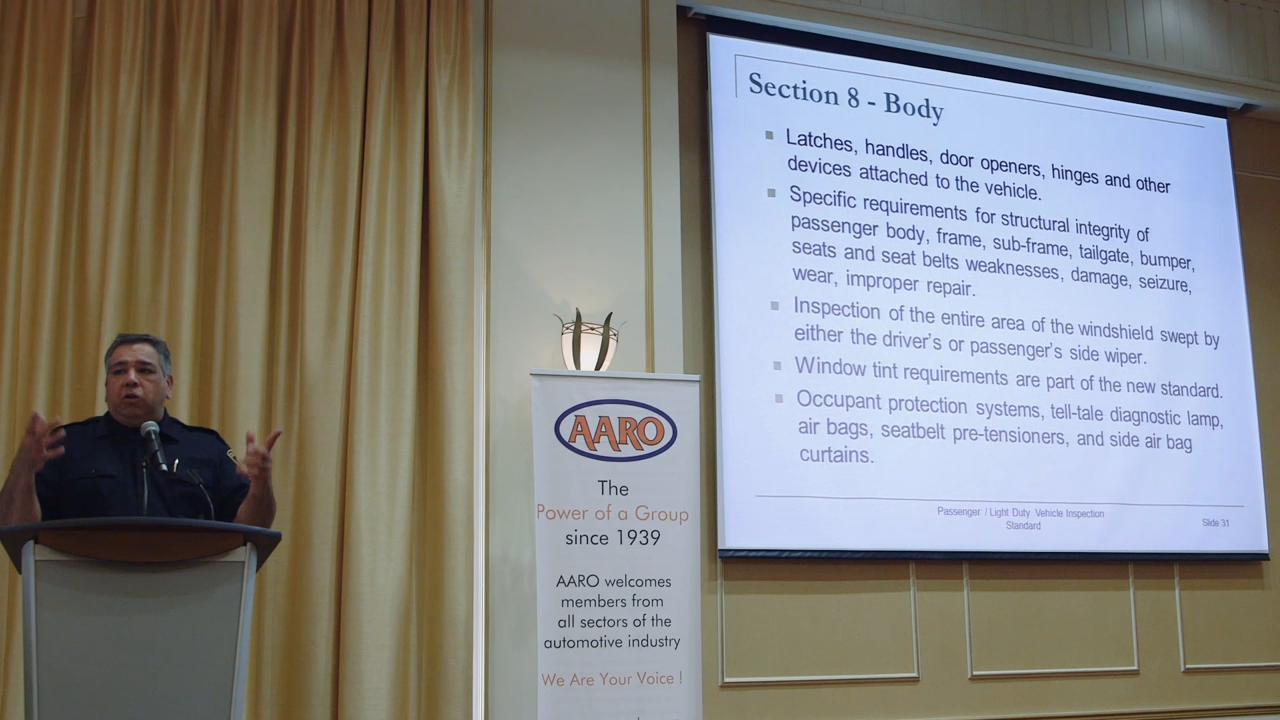 Section 8 - Body
Latches, handles, door openers, hinges and other
devices attached to the vehicle.
Specific requirements for structural integrity of
passenger body, frame, sub-frame, tailgate, bumper,
seats and seat belts weaknesses, damage, seizure,
wear, improper repair.
Inspection of the entire area of the windshield swept by
either the driver's or passenger's side wiper.
Window tint requirements are part of the new standard.
Occupant protection systems, tell-tale diagnostic lamp,
air bags, seatbelt pre-tensioners, and side air bag
curtains.
Passenger / Light Duty Vehicle Inspection
Standard
Slide 31
AARO
The
Power of a Group
since 1939
AARO welcomes
members from
all sectors of the
automotive industry
We Are Your Voice !